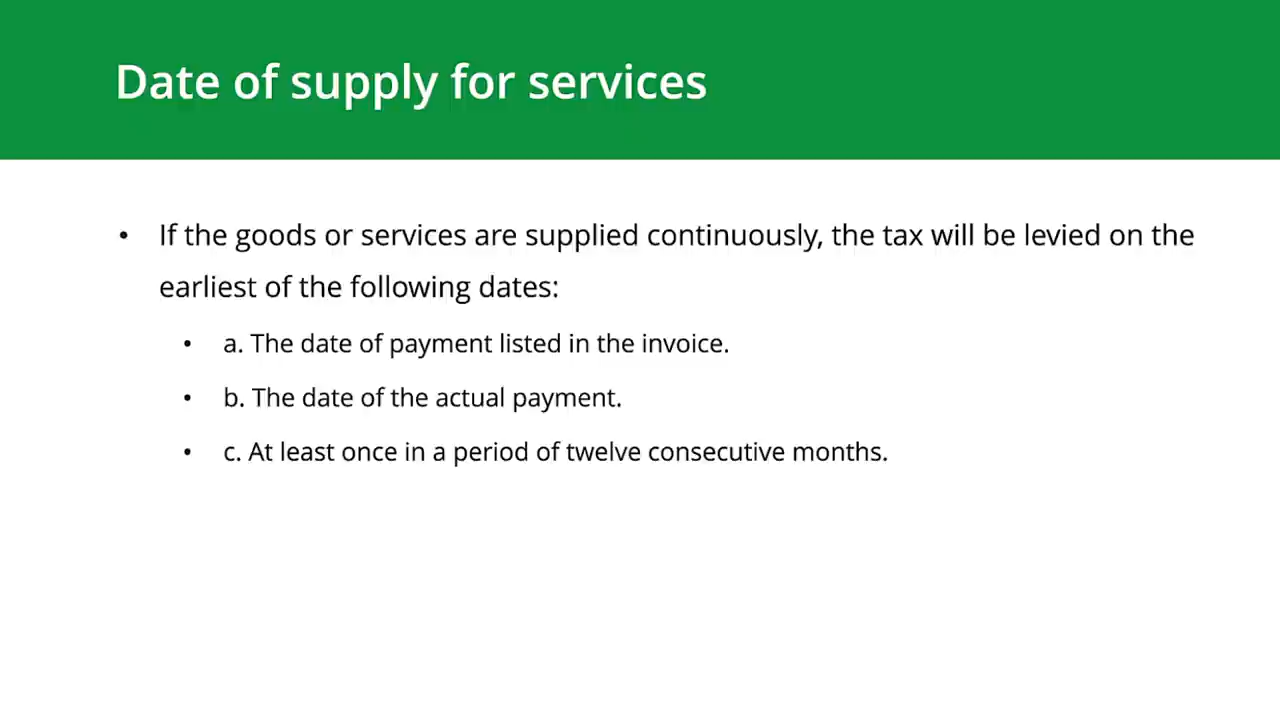 Date of supply for services
• If the goods or services are supplied continuously, the tax will be levied on the
earliest of the following dates:
• a. The date of payment listed in the invoice.
• b. The date of the actual payment.
• c. At least once in a period of twelve consecutive months.